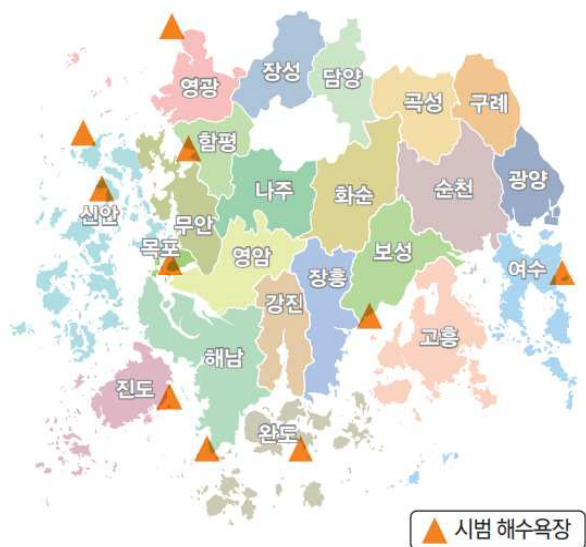 영광
장성
담양
곡성
구례
함평
나주
화순
순천
광양
신안
무안
목포
영암
장흥
보성
여수
강진
고흥
해남
진도
완도
시범 해수욕장